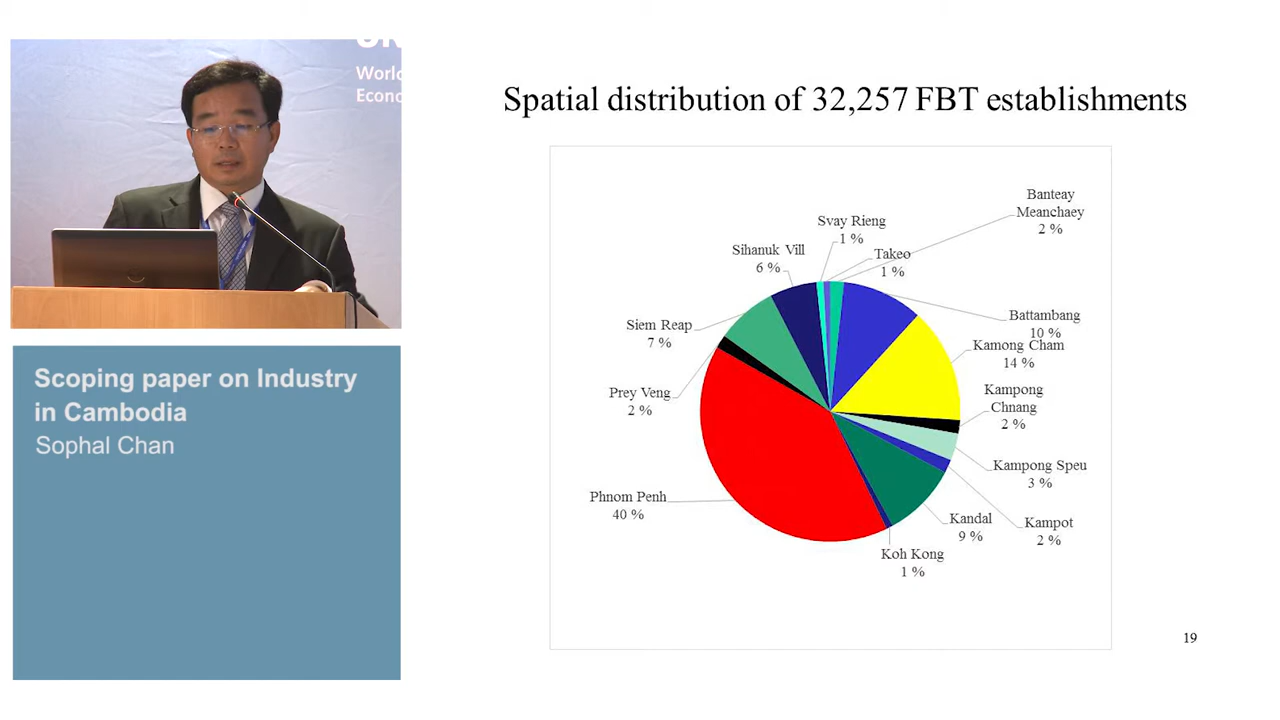 Worl
Econo
Scoping paper on Industry
in Cambodia
Sophal Chan
Spatial distribution of 32,257 FBT establishments
Banteay
Meanchaey
2 %
Svay Rieng
1 %
Takeo
1 %
Sihanuk Vill
6 %
Battambang
10 %
Siem Reap
7 %
Kamong Cham
14 %
Prey Veng
2 %
Kampong
Chnang
2 %
Kampong Speu
3 %
Phnom Penh
40 %
Kandal
9 %
Kampot
2 %
Koh Kong
1 %
19